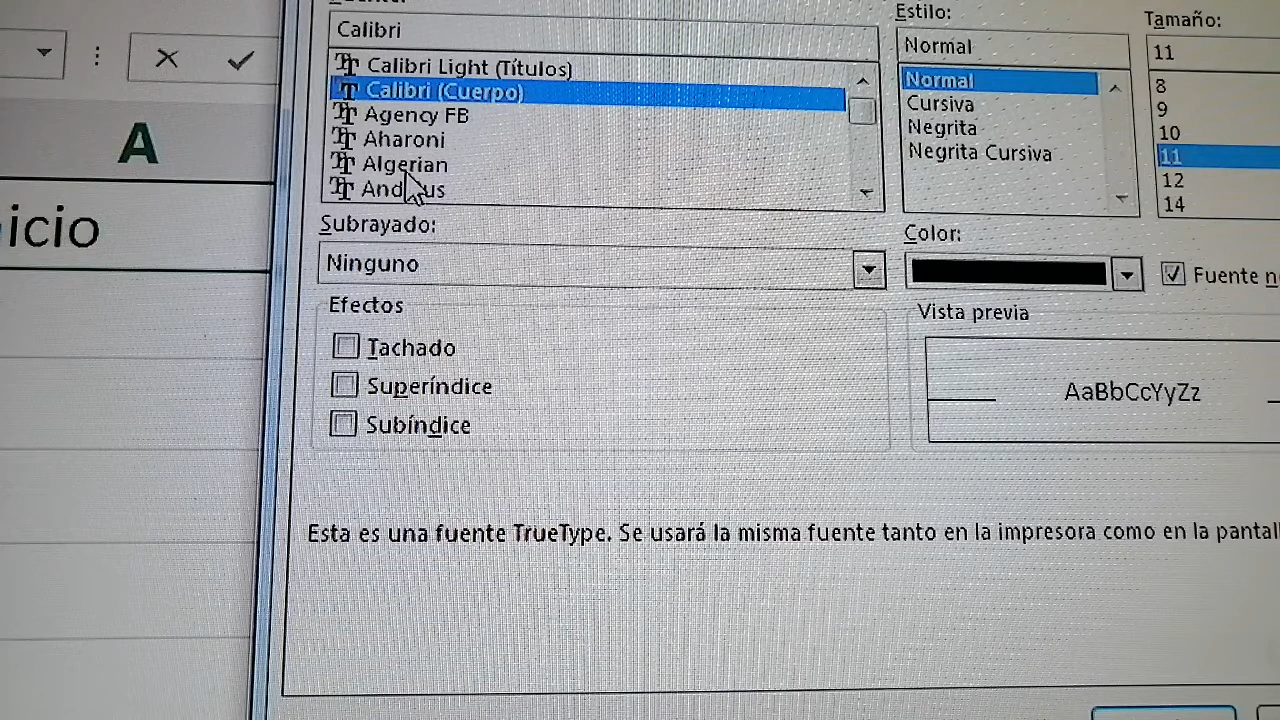 Estilo:
Tamaño:
Calibri
Normal
11
Calibri Light (Títulos)
Calibri (Cuerpo)
Agency FB
Aharoni
Algerian
Normal
Cursiva
Negrita
Negrita Cursiva
8
9
10
11
12
14
A
icio
Subrayado:
Ninguno
Color:
Fuente n
Efectos
Tachado
Superíndice
Subíndice
Vista previa
AaBbCcYyZz
Esta es una fuente TrueType. Se usará la misma fuente tanto en la impresora como en la pantal